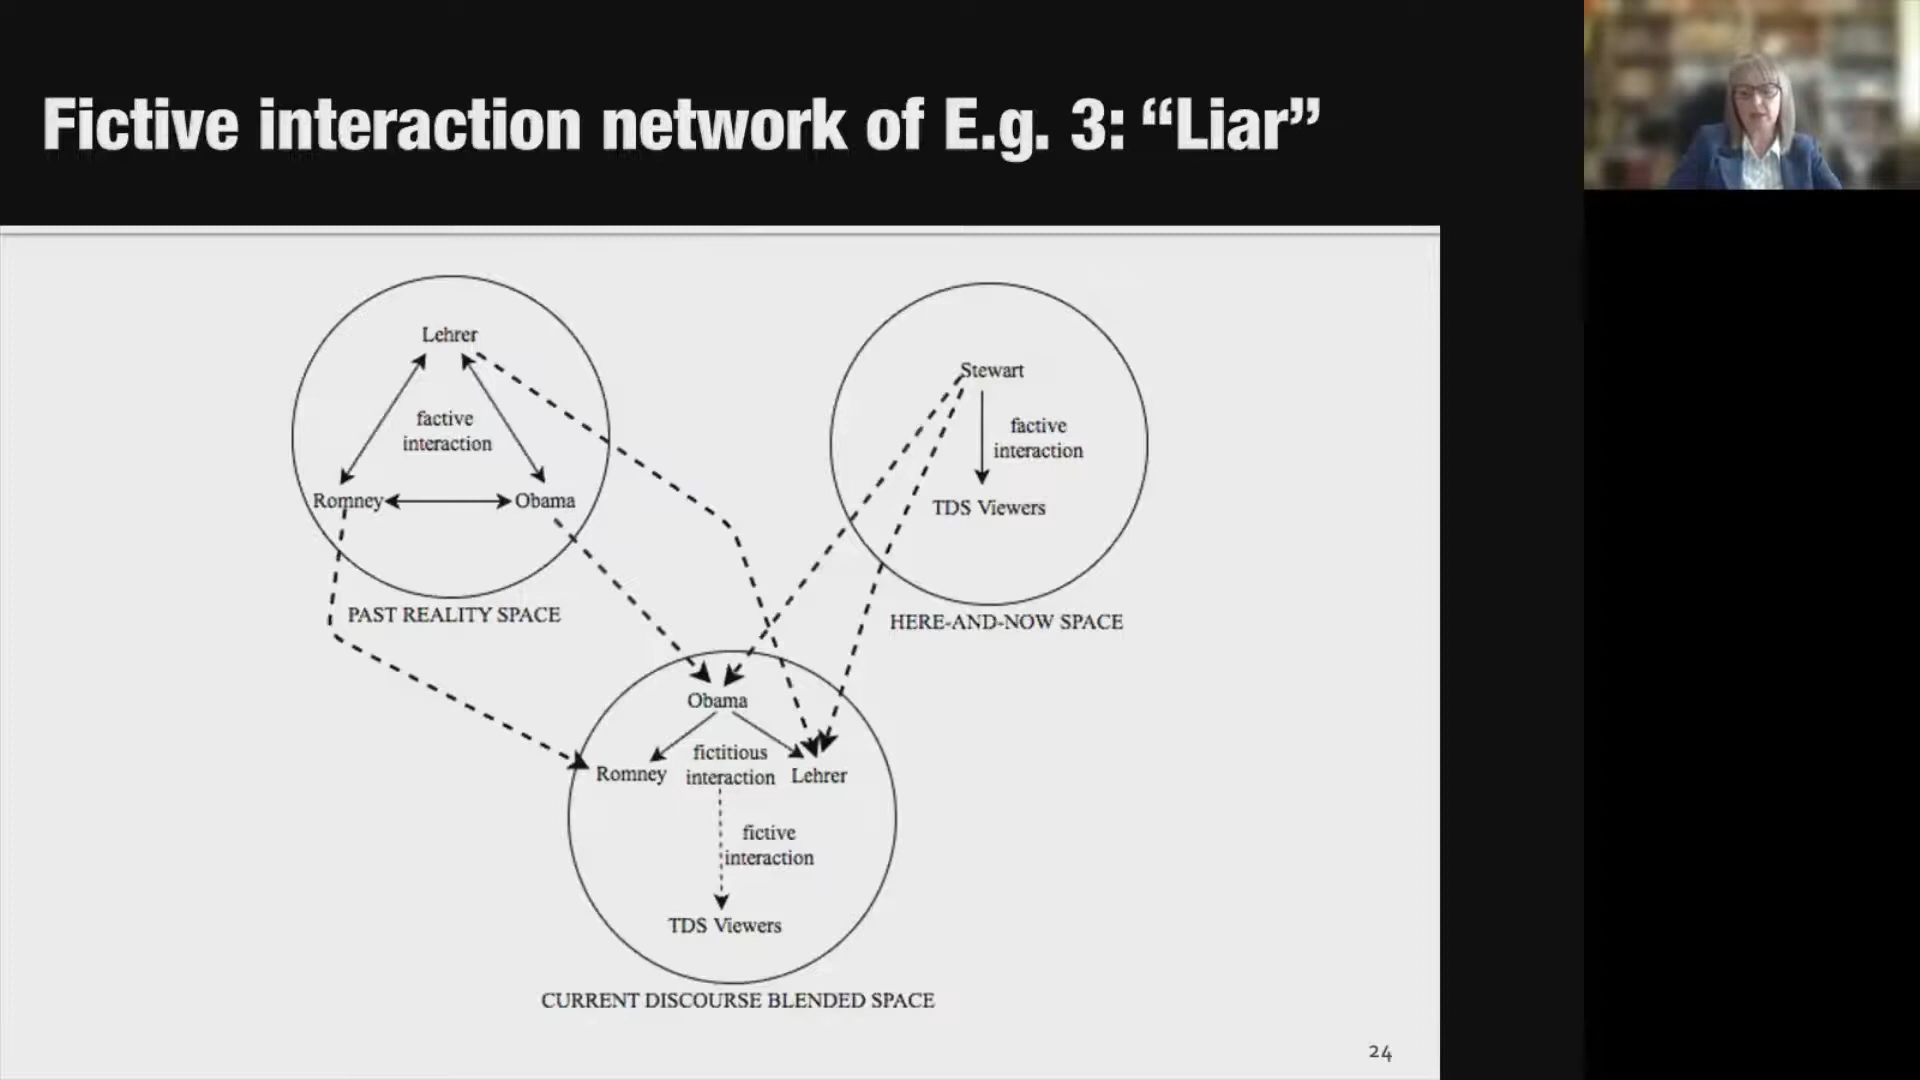 Fictive interaction network of E.g. 3: “Liar”
Lehrer
factive
interaction
Romney
Obama
PAST REALITY SPACE
Stewart
factive
interaction
TDS Viewers
HERE-AND-NOW SPACE
Obama
fictitious
Romney
interaction
Lehrer
fictive
interaction
TDS Viewers
CURRENT DISCOURSE BLENDED SPACE
24